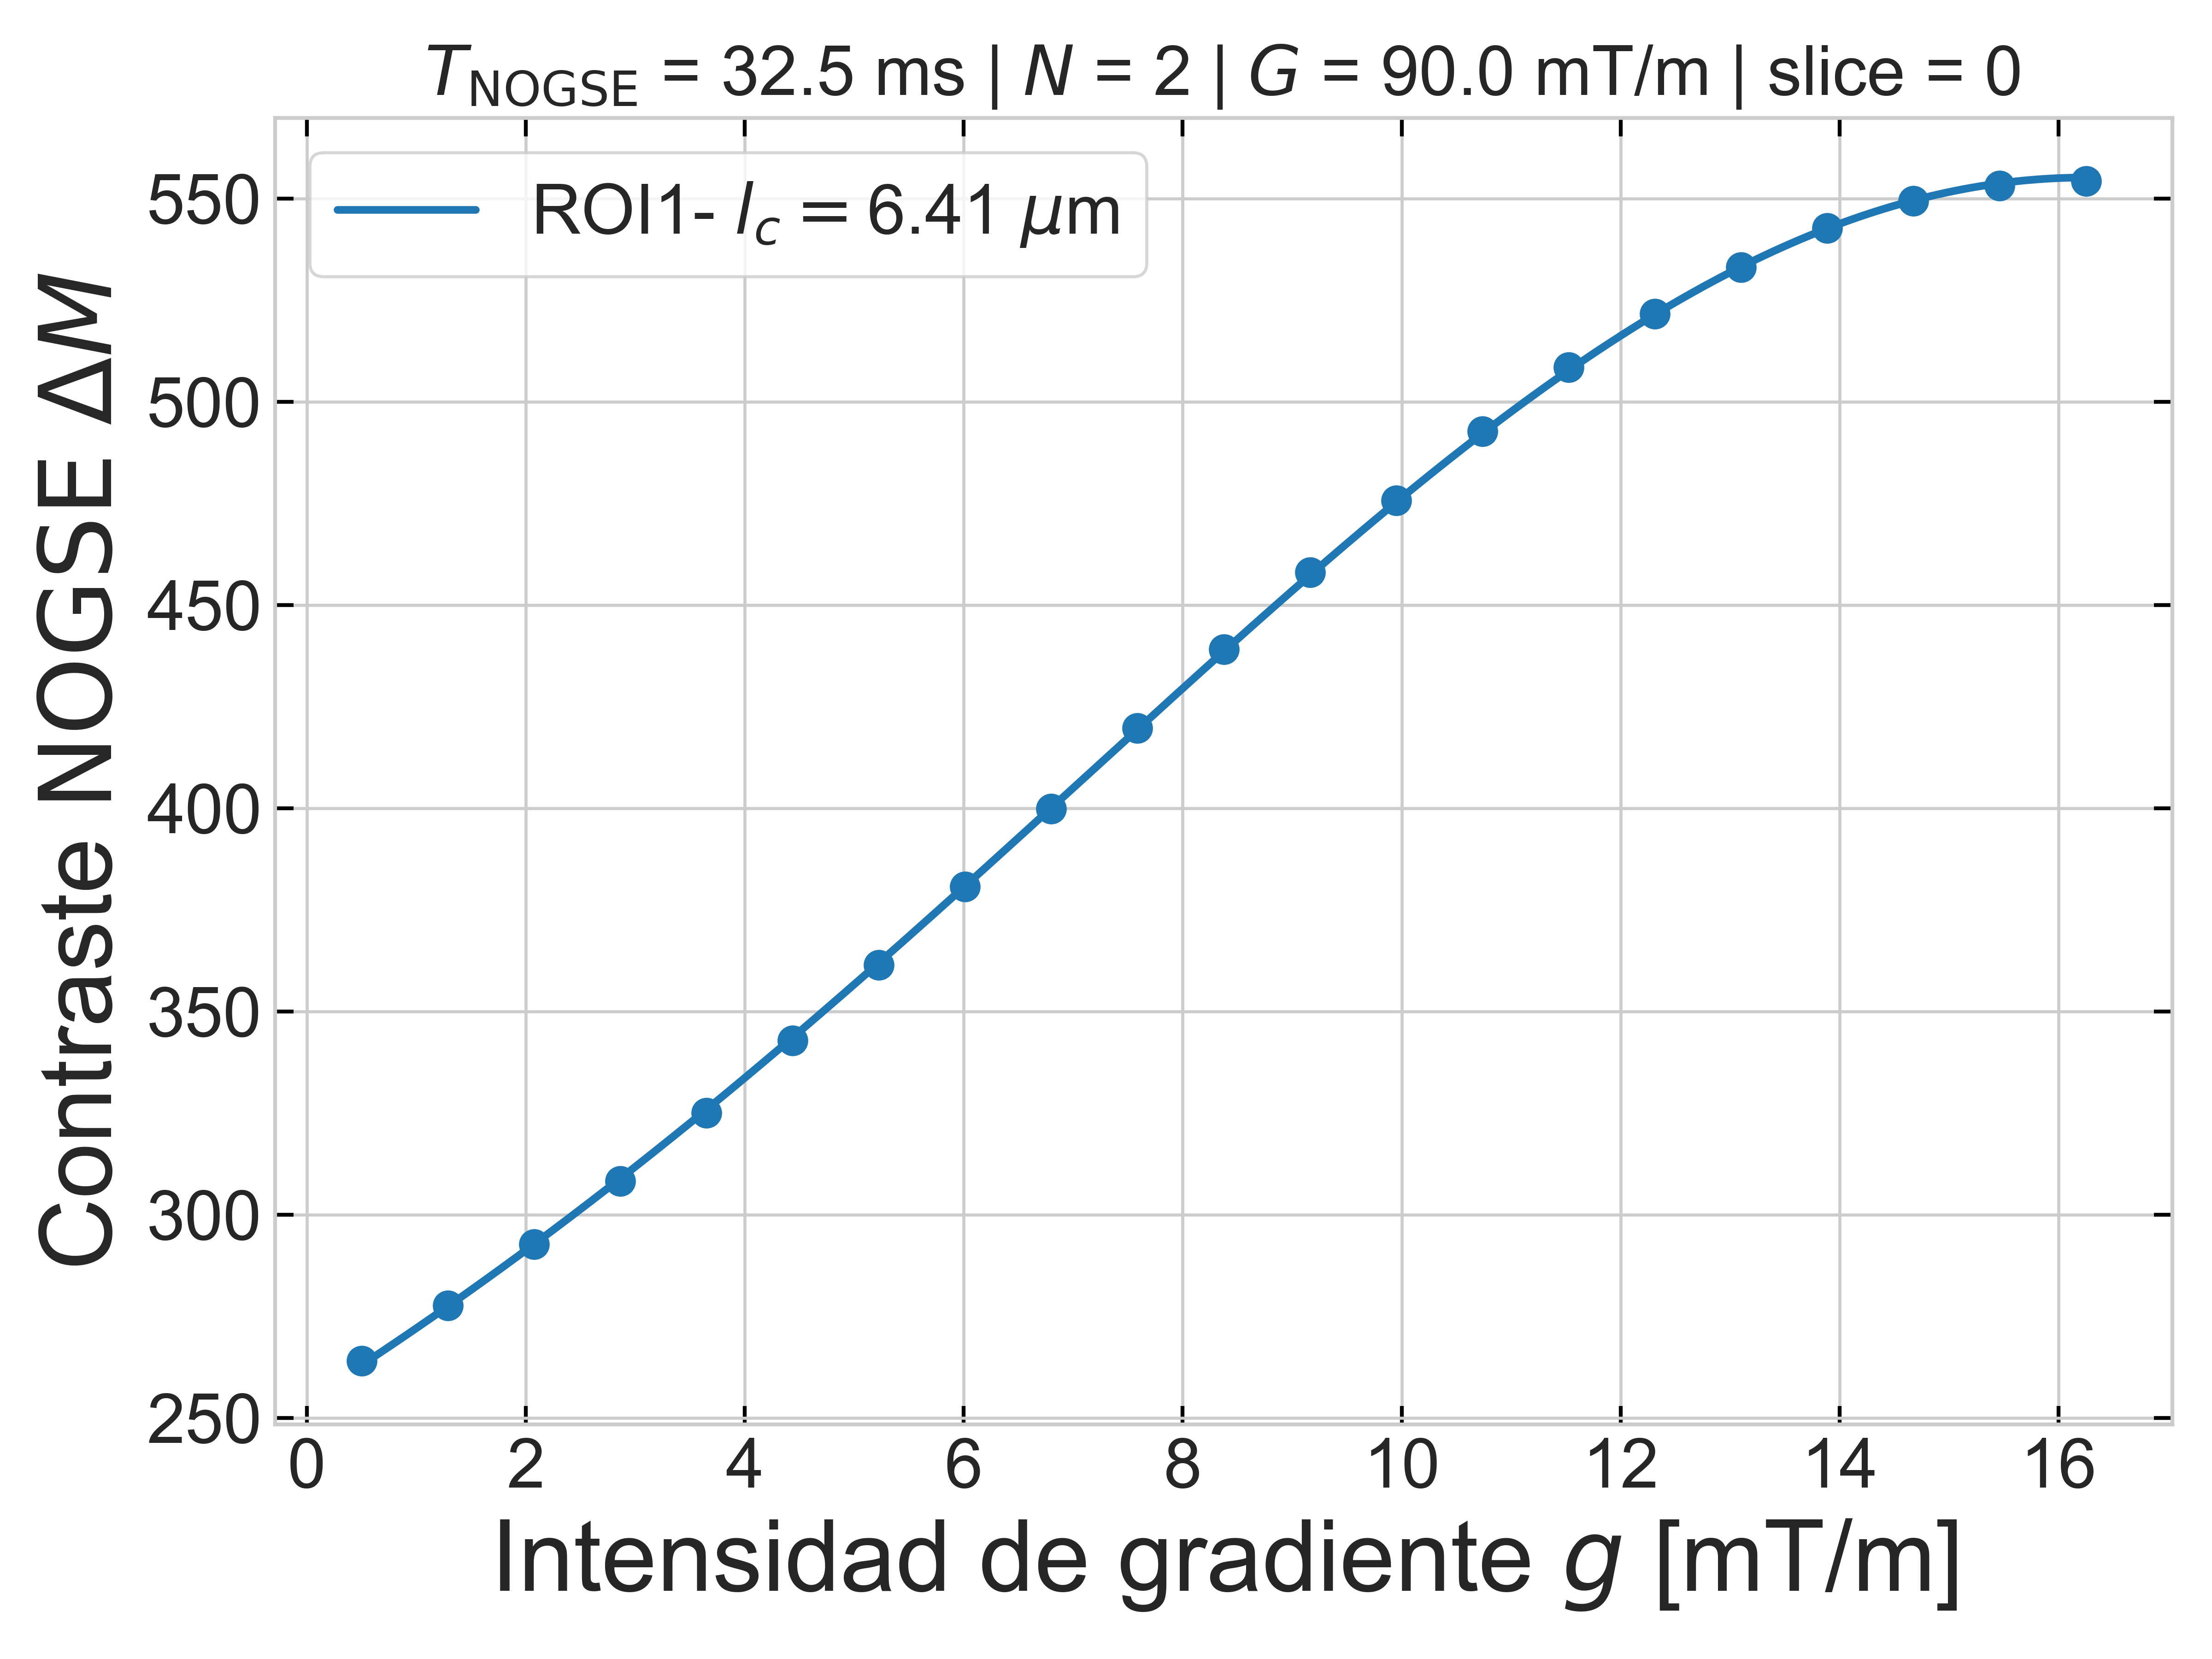 T_NOGSE = 32.5 ms | N = 2 | G = 90.0 mT/m | slice = 0
ROI1- l_c = 6.41 μm
Contraste NOGSE ΔM
550
500
450
400
350
300
250
0 2 4 6 8 10 12 14 16
Intensidad de gradiente g [mT/m]